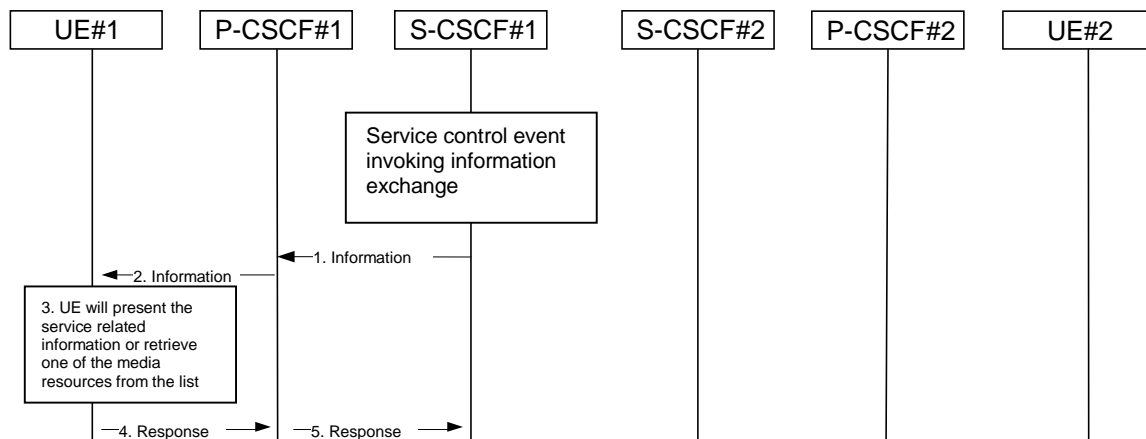 UE#1
P-CSCF#1
S-CSCF#1
S-CSCF#2
P-CSCF#2
UE#2
Service control event
invoking information
exchange
1. Information
2. Information
3. UE will present the
service related
information or retrieve
one of the media
resources from the list
4. Response
5. Response